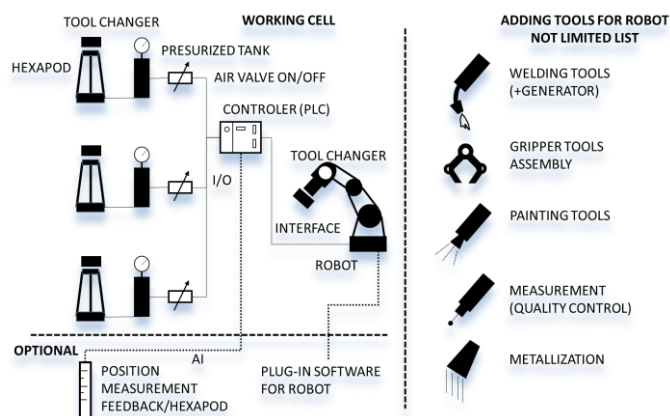 TOOL CHANGER
WORKING CELL
HEXAPOD
PRESURIZED TANK
AIR VALVE ON/OFF
CONTROLER (PLC)
TOOL CHANGER
I/O
INTERFACE
ROBOT
OPTIONAL
AI
POSITION
MEASUREMENT
FEEDBACK/HEXAPOD
PLUG-IN SOFTWARE
FOR ROBOT
ADDING TOOLS FOR ROBOT
NOT LIMITED LIST
WELDING TOOLS
(+GENERATOR)
GRIPPER TOOLS
ASSEMBLY
PAINTING TOOLS
MEASUREMENT
(QUALITY CONTROL)
METALLIZATION